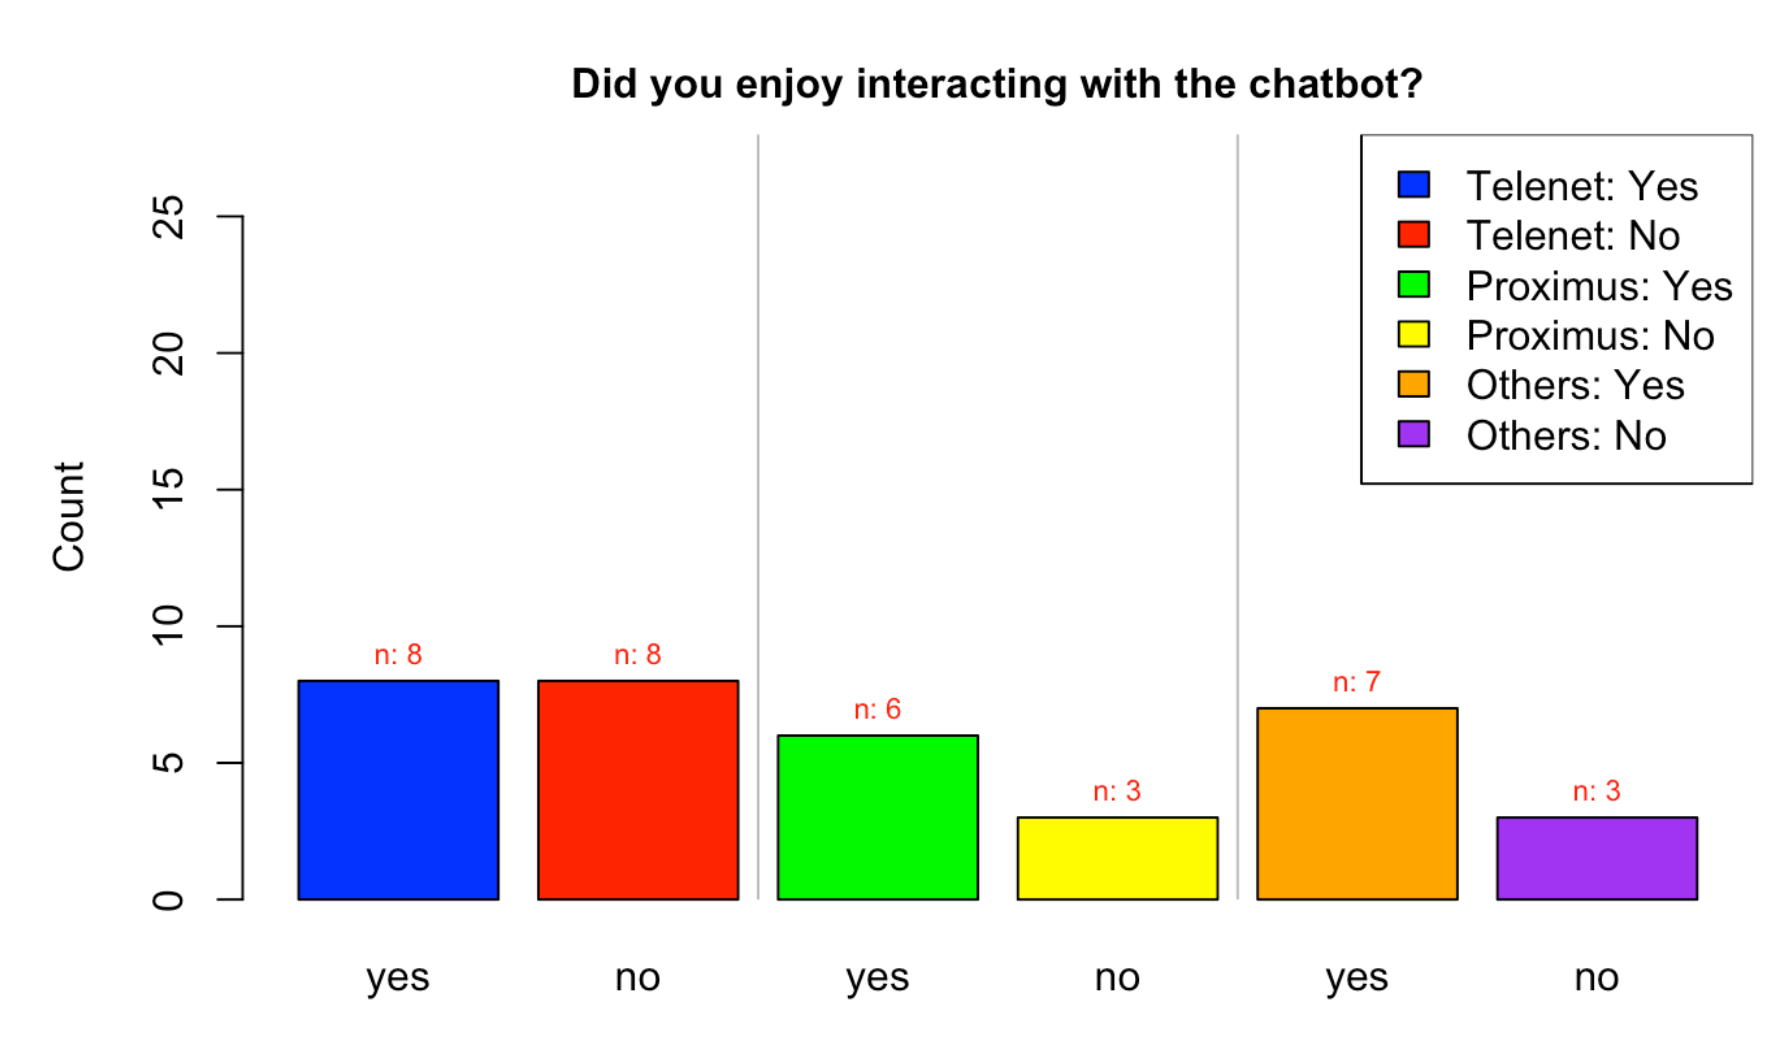 Did you enjoy interacting with the chatbot?
Telenet: Yes
Telenet: No
Proximus: Yes
Proximus: No
Others: Yes
Others: No
Count
25
20
15
10
5
0
n: 8
n: 8
n: 6
n: 3
n: 7
n: 3
yes
no
yes
no
yes
no